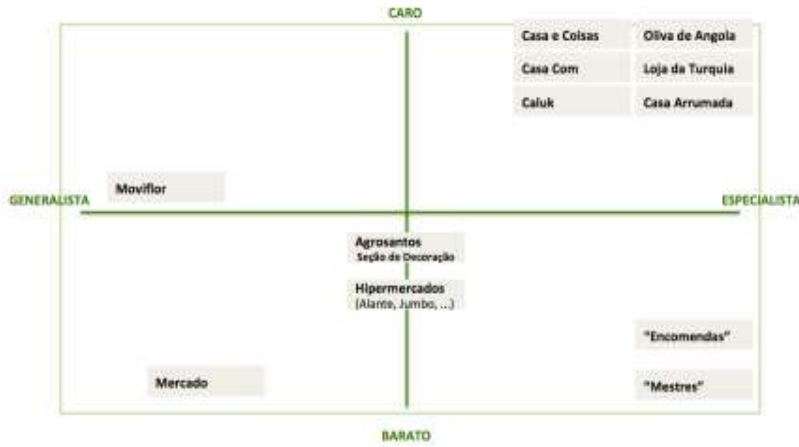 CARO
Casa e Coisas
Oliva de Angola
Casa Com
Loja da Turquia
Caluk
Casa Arrumada
Moviflor
GENERALISTA
ESPECIALISTA
Agrosantos
Seção de Decoração
Hipermercados
(Alante, Jumbo, ...)
"Encomendas"
Mercado
"Mestres"
BARATO